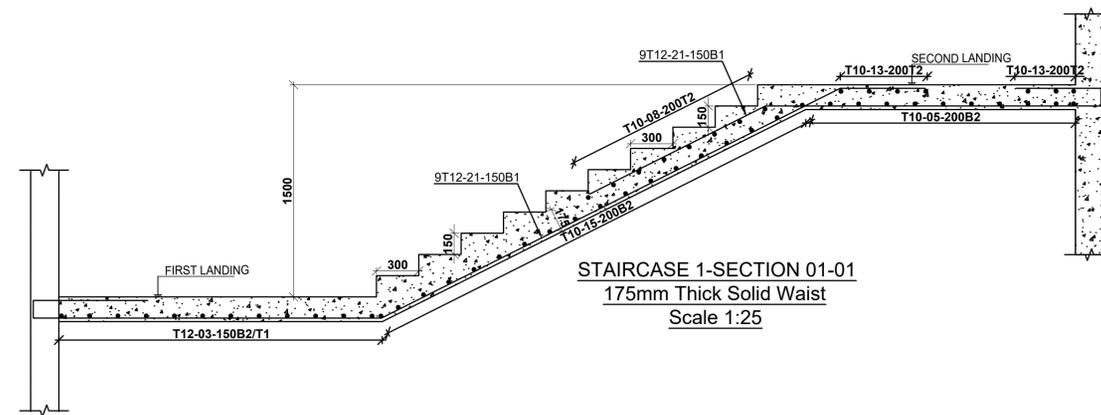 9T12-21-150B1
SECOND LANDING
T10-13-200T2
T10-13-200T2
T10-08-200T2
150
T10-05-200B2
300
1500
9T12-21-150B1
175
T10-15-200B2
150
300
FIRST LANDING
STAIRCASE 1-SECTION 01-01
175mm Thick Solid Waist
Scale 1:25
T12-03-150B2/T1